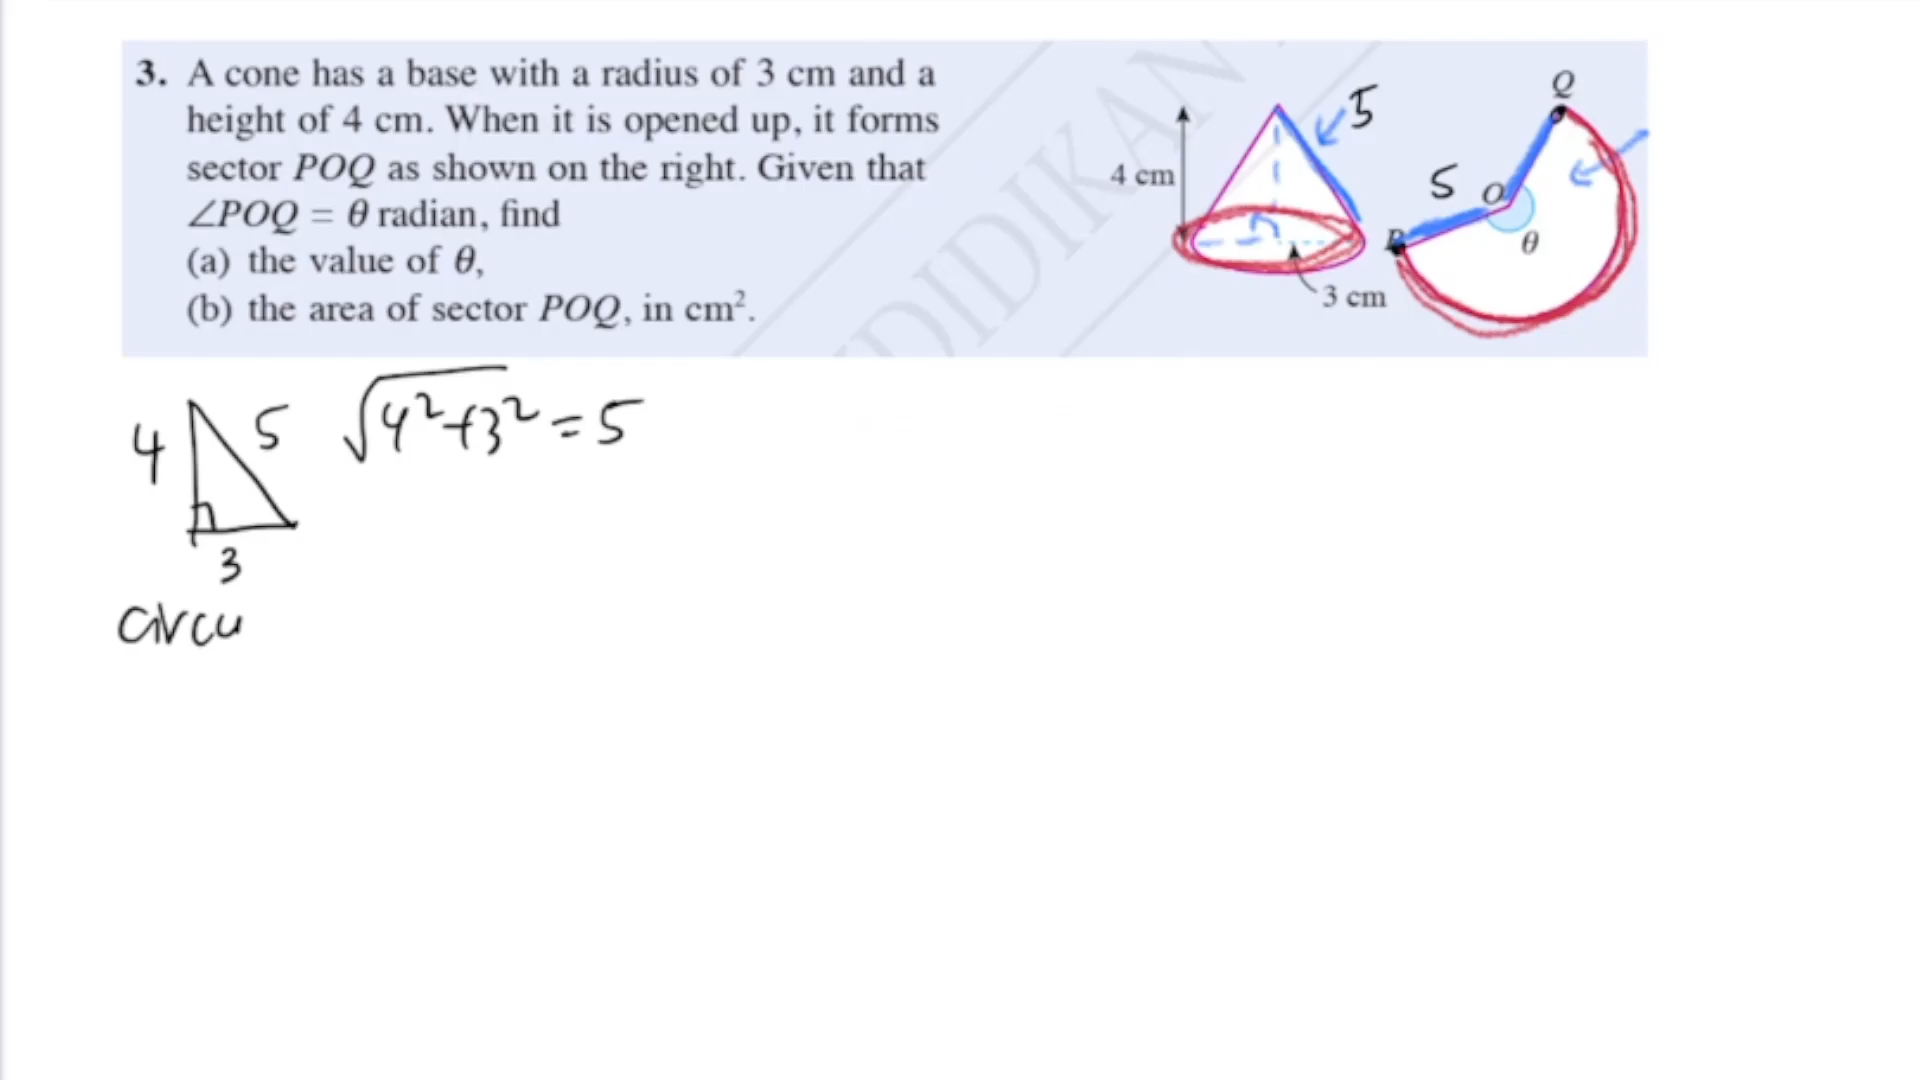 3. A cone has a base with a radius of 3 cm and a
height of 4 cm. When it is opened up, it forms
sector POQ as shown on the right. Given that
∠POQ = θ radian, find
(a) the value of θ,
(b) the area of sector POQ, in cm².
4 cm
5
3 cm
Q
5
O
P
θ
DIDIKAN
4
5
3
√4²+3² = 5
circu